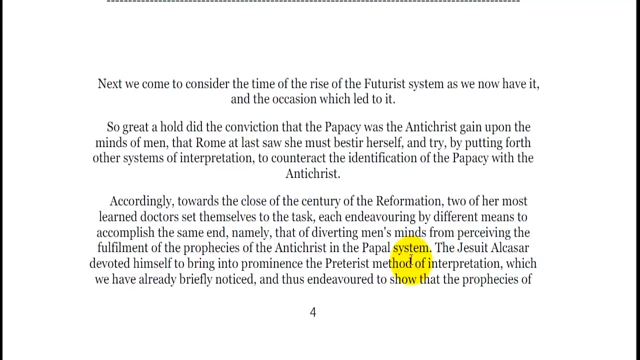 Next we come to consider the time of the rise of the Futurist system as we now have it,
and the occasion which led to it.
So great a hold did the conviction that the Papacy was the Antichrist gain upon the
minds of men, that Rome at last saw she must bestir herself, and try, by putting forth
other systems of interpretation, to counteract the identification of the Papacy with the
Antichrist.
Accordingly, towards the close of the century of the Reformation, two of her most
learned doctors set themselves to the task, each endeavouring by different means to
accomplish the same end, namely, that of diverting men's minds from perceiving the
fulfilment of the prophecies of the Antichrist in the Papal system. The Jesuit Alcasar
devoted himself to bring into prominence the Preterist method of interpretation, which
we have already briefly noticed, and thus endeavoured to show that the prophecies of
4